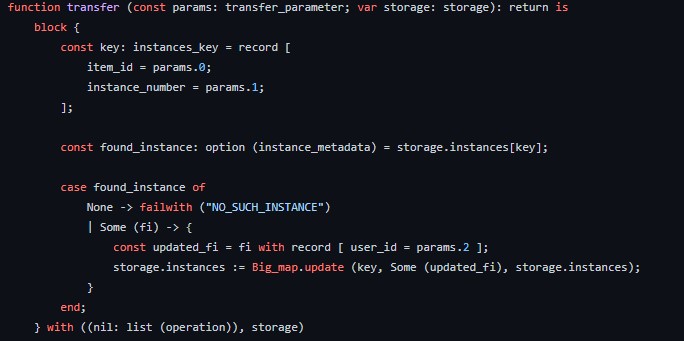 function transfer (const params: transfer_parameter; var storage: storage): return is
block {
const key: instances_key = record [
item_id = params.0;
instance_number = params.1;
];
const found_instance: option (instance_metadata) = storage.instances[key];
case found_instance of
None -> failwith ("NO_SUCH_INSTANCE")
| Some (fi) -> {
const updated_fi = fi with record [ user_id = params.2 ];
storage.instances := Big_map.update (key, Some (updated_fi), storage.instances);
}
end;
} with ((nil: list (operation)), storage)